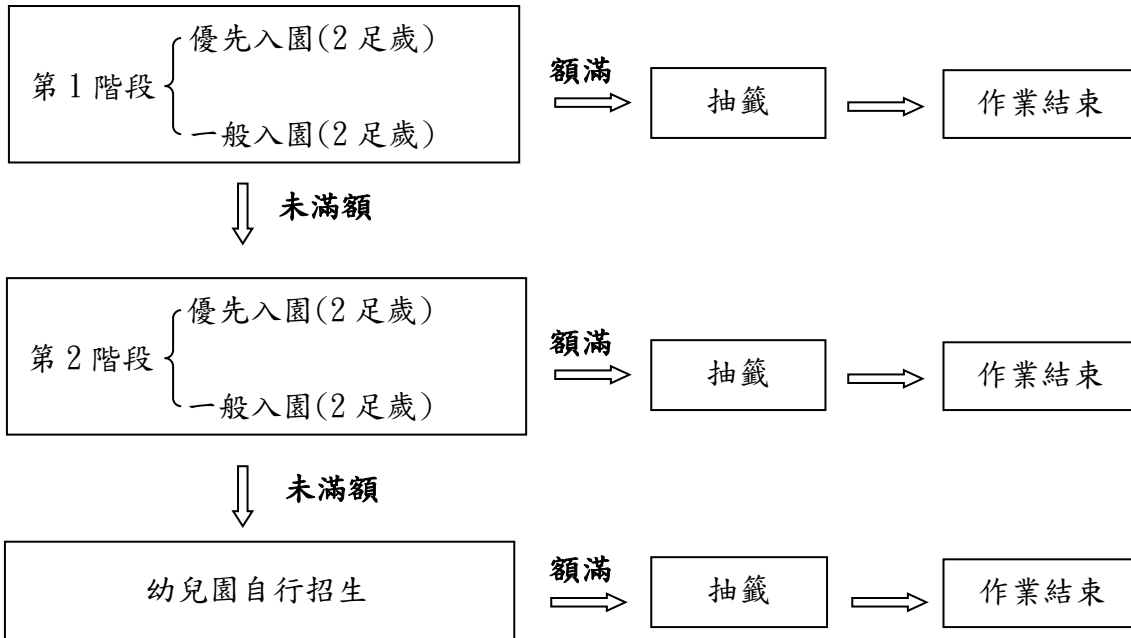 優先入園(2 足歲)
第 1 階段
一般入園(2 足歲)
額滿
抽籤
作業結束
未滿額
優先入園(2 足歲)
第 2 階段
一般入園(2 足歲)
額滿
抽籤
作業結束
未滿額
幼兒園自行招生
額滿
抽籤
作業結束